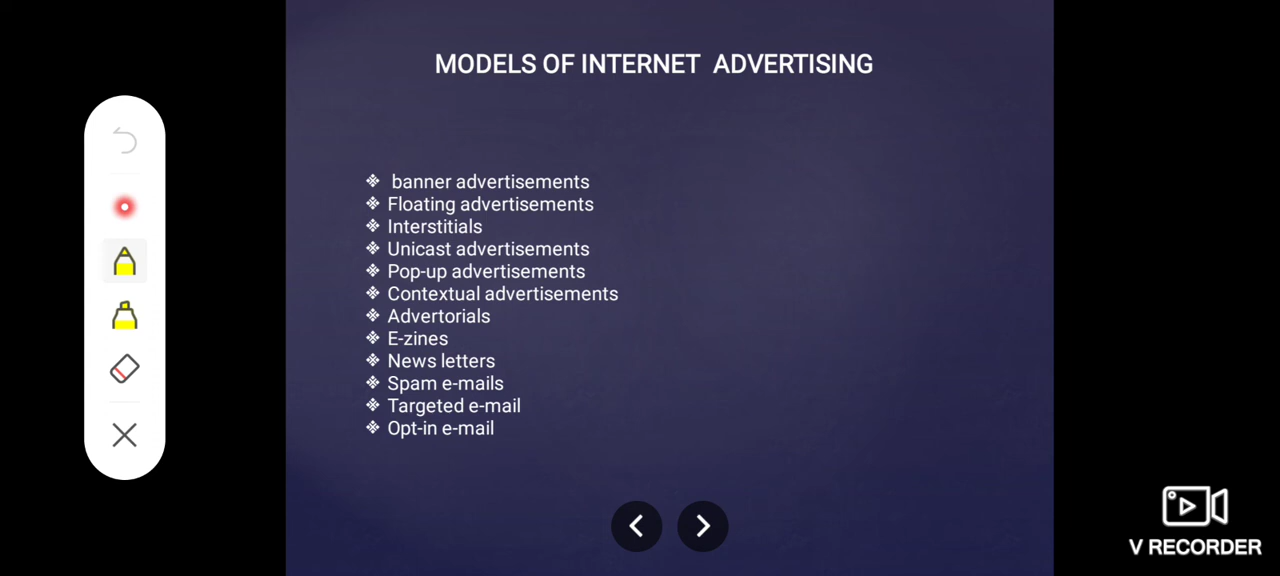 MODELS OF INTERNET ADVERTISING
❖ banner advertisements
❖ Floating advertisements
❖ Interstitials
❖ Unicast advertisements
❖ Pop-up advertisements
❖ Contextual advertisements
❖ Advertorials
❖ E-zines
❖ News letters
❖ Spam e-mails
❖ Targeted e-mail
❖ Opt-in e-mail
V RECORDER